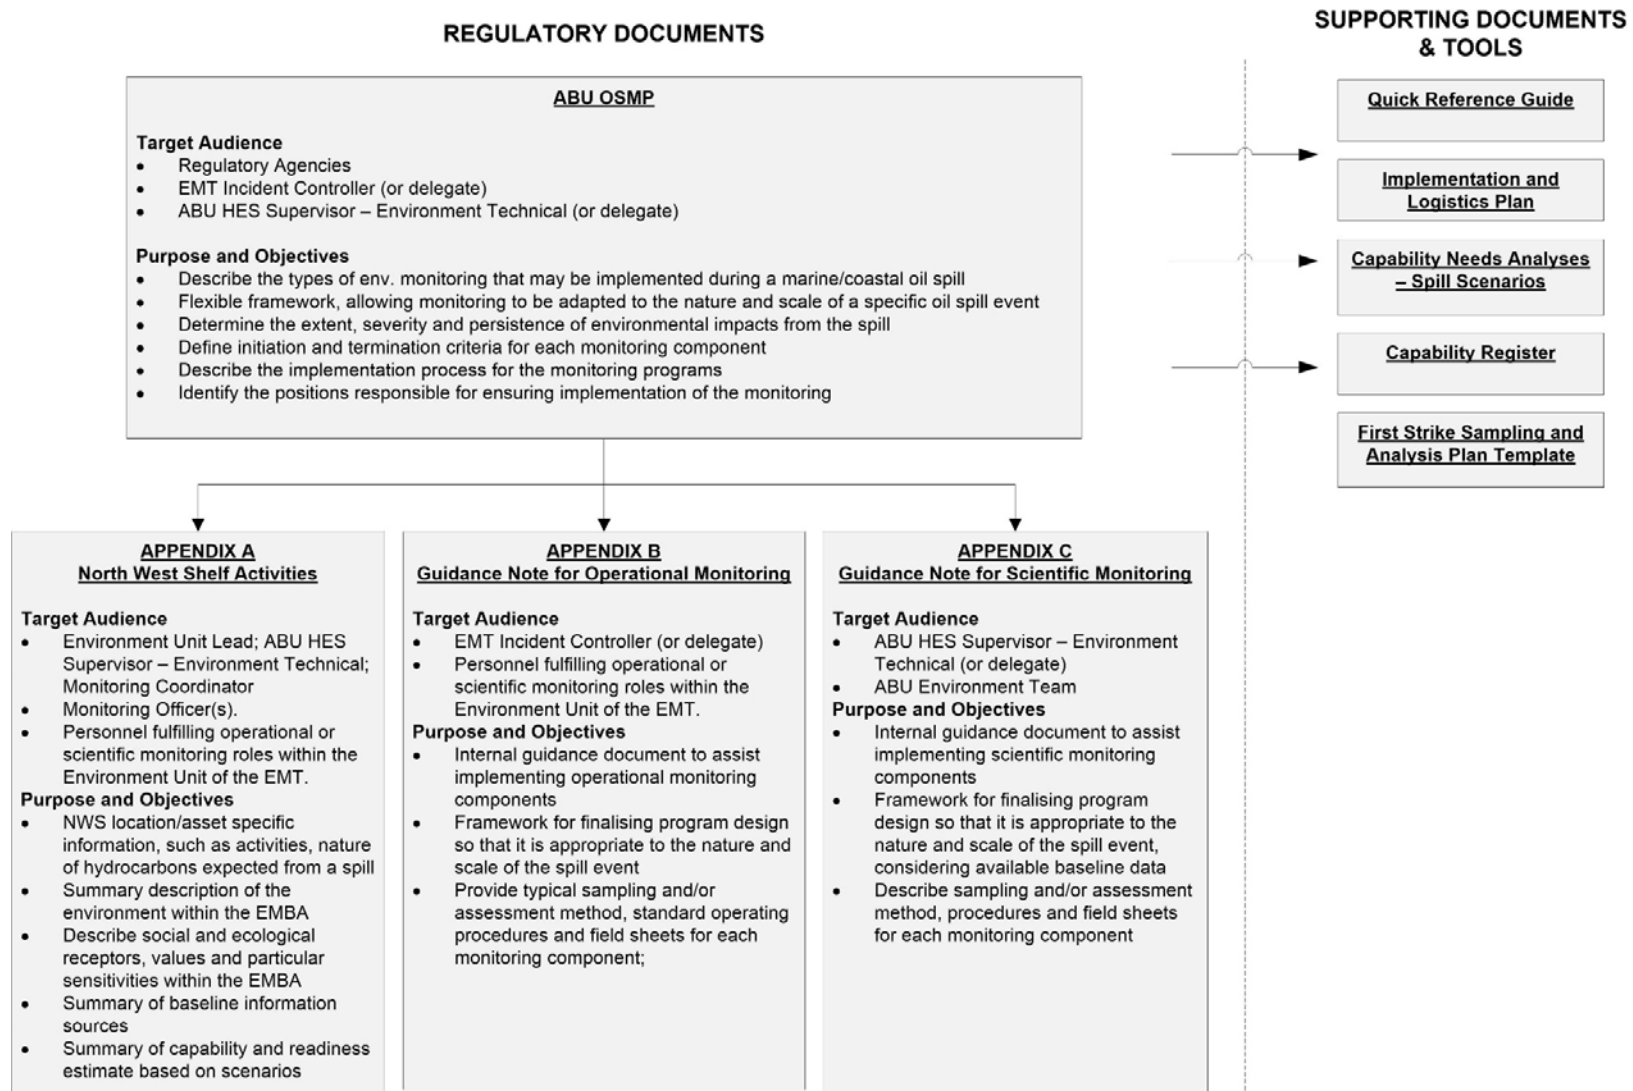 REGULATORY DOCUMENTS
SUPPORTING DOCUMENTS
& TOOLS
ABU OSMP
Target Audience
• Regulatory Agencies
• EMT Incident Controller (or delegate)
• ABU HES Supervisor – Environment Technical (or delegate)
Purpose and Objectives
• Describe the types of env. monitoring that may be implemented during a marine/coastal oil spill
• Flexible framework, allowing monitoring to be adapted to the nature and scale of a specific oil spill event
• Determine the extent, severity and persistence of environmental impacts from the spill
• Define initiation and termination criteria for each monitoring component
• Describe the implementation process for the monitoring programs
• Identify the positions responsible for ensuring implementation of the monitoring
Quick Reference Guide
Implementation and
Logistics Plan
Capability Needs Analyses
– Spill Scenarios
Capability Register
First Strike Sampling and
Analysis Plan Template
APPENDIX A
North West Shelf Activities
Target Audience
• Environment Unit Lead; ABU HES
Supervisor – Environment Technical;
Monitoring Coordinator
• Monitoring Officer(s).
• Personnel fulfilling operational or
scientific monitoring roles within the
Environment Unit of the EMT.
Purpose and Objectives
• NWS location/asset specific
information, such as activities, nature
of hydrocarbons expected from a spill
• Summary description of the
environment within the EMBA
• Describe social and ecological
receptors, values and particular
sensitivities within the EMBA
• Summary of baseline information
sources
• Summary of capability and readiness
estimate based on scenarios
APPENDIX B
Guidance Note for Operational Monitoring
Target Audience
• EMT Incident Controller (or delegate)
• Personnel fulfilling operational or
scientific monitoring roles within the
Environment Unit of the EMT.
Purpose and Objectives
• Internal guidance document to assist
implementing operational monitoring
components
• Framework for finalising program design
so that it is appropriate to the nature and
scale of the spill event
• Provide typical sampling and/or
assessment method, standard operating
procedures and field sheets for each
monitoring component;
APPENDIX C
Guidance Note for Scientific Monitoring
Target Audience
• ABU HES Supervisor – Environment
Technical (or delegate)
• ABU Environment Team
Purpose and Objectives
• Internal guidance document to assist
implementing scientific monitoring
components
• Framework for finalising program
design so that it is appropriate to the
nature and scale of the spill event,
considering available baseline data
• Describe sampling and/or assessment
method, procedures and field sheets
for each monitoring component